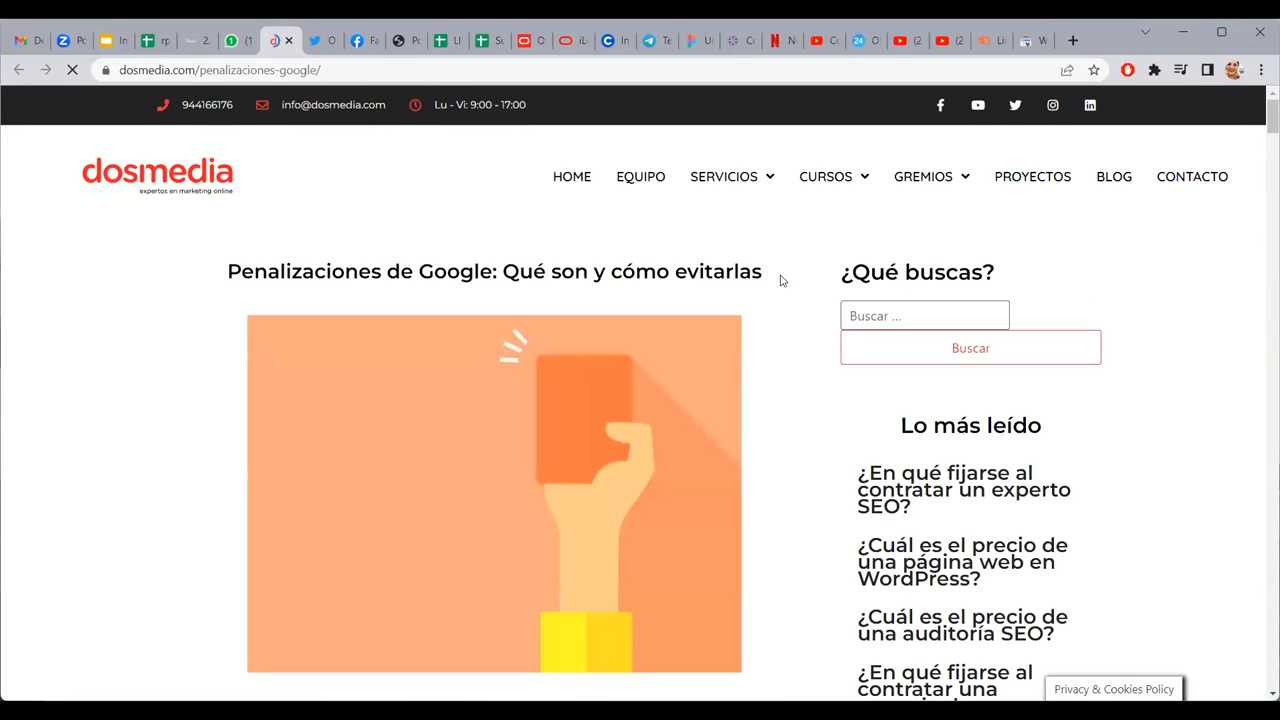 dosmedia.com/penalizaciones-google/
944166176 info@dosmedia.com Lu - Vi: 9:00 - 17:00
dosmedia
expertos en marketing online
HOME EQUIPO SERVICIOS CURSOS GREMIOS PROYECTOS BLOG CONTACTO
Penalizaciones de Google: Qué son y cómo evitarlas
¿Qué buscas?
Buscar ...
Buscar
Lo más leído
¿En qué fijarse al
contratar un experto
SEO?
¿Cuál es el precio de
una página web en
WordPress?
¿Cuál es el precio de
una auditoría SEO?
¿En qué fijarse al
contratar una
Privacy & Cookies Policy